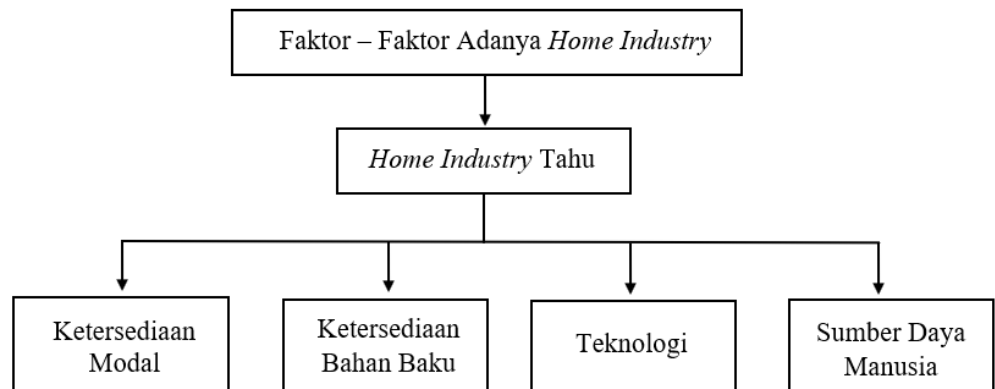 Faktor – Faktor Adanya Home Industry
Home Industry Tahu
Ketersediaan
Modal
Ketersediaan
Bahan Baku
Teknologi
Sumber Daya
Manusia